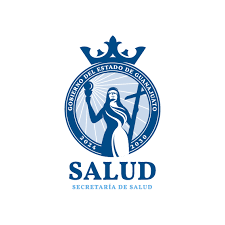 GOBIERNO DEL ESTADO DE GUANAJUATO
2024 2030
SALUD
SECRETARÍA DE SALUD